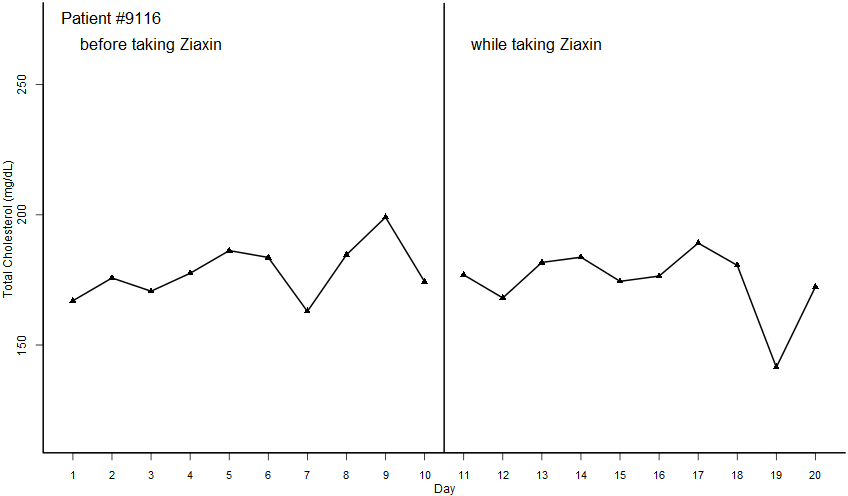 Patient #9116
before taking Ziaxin
while taking Ziaxin
Total Cholesterol (mg/dL)
250
200
150
1 2 3 4 5 6 7 8 9 10 11 12 13 14 15 16 17 18 19 20
Day